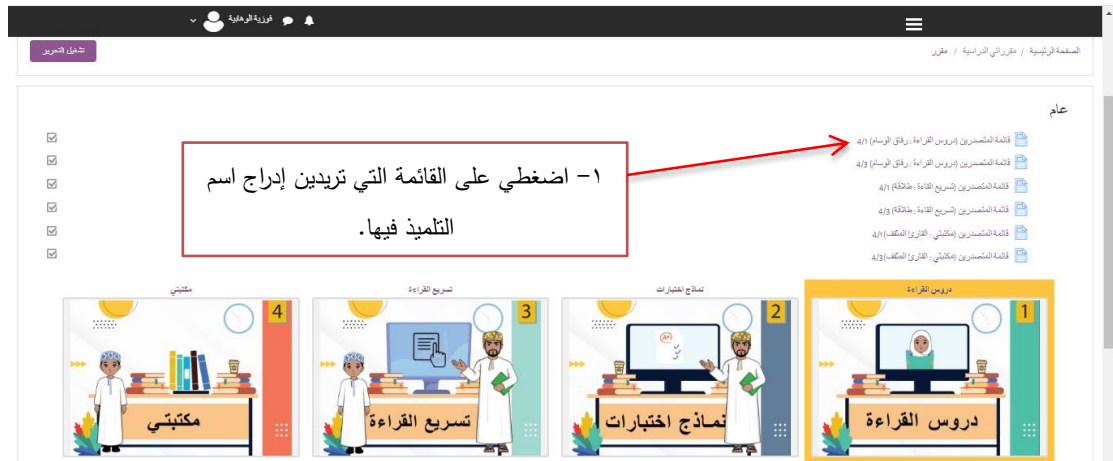 فوزية الوهابية
الصفحة الرئيسية / مقرراتي الدراسية / مقرر
تشغيل التحرير
عام
قائمة المتصدرين (دروس القراءة : رفاق الوسام) 4/1
قائمة المتصدرين (دروس القراءة : رفاق الوسام) 4/3
قائمة المتصدرين (تسريع القاءة : طلاقة) 4/1
قائمة المتصدرين (تسريع القاءة : طلاقة) 4/3
قائمة المتصدرين (مكتبتي : القارئ المثقف) 4/1
قائمة المتصدرين (مكتبتي : القارئ المثقف) 4/3
١- اضغطي على القائمة التي تريدين إدراج اسم
التلميذ فيها.
دروس القراءة
1
دروس القراءة
نماذج اختبارات
2
A+
نمـاذج اختبارات
تسريع القراءة
3
تسريع القراءة
مكتبتي
4
مكتبتي